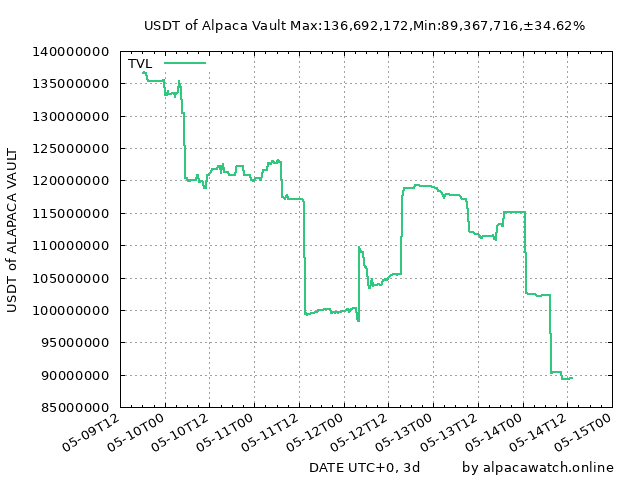 USDT of Alpaca Vault Max:136,692,172,Min:89,367,716,±34.62%
TVL
140000000
135000000
130000000
125000000
120000000
115000000
110000000
105000000
100000000
95000000
90000000
85000000
USDT of ALAPACA VAULT
05-09T12
05-10T00
05-10T12
05-11T00
05-11T12
05-12T00
05-12T12
05-13T00
05-13T12
05-14T00
05-14T12
05-15T00
DATE UTC+0, 3d
by alpacawatch.online